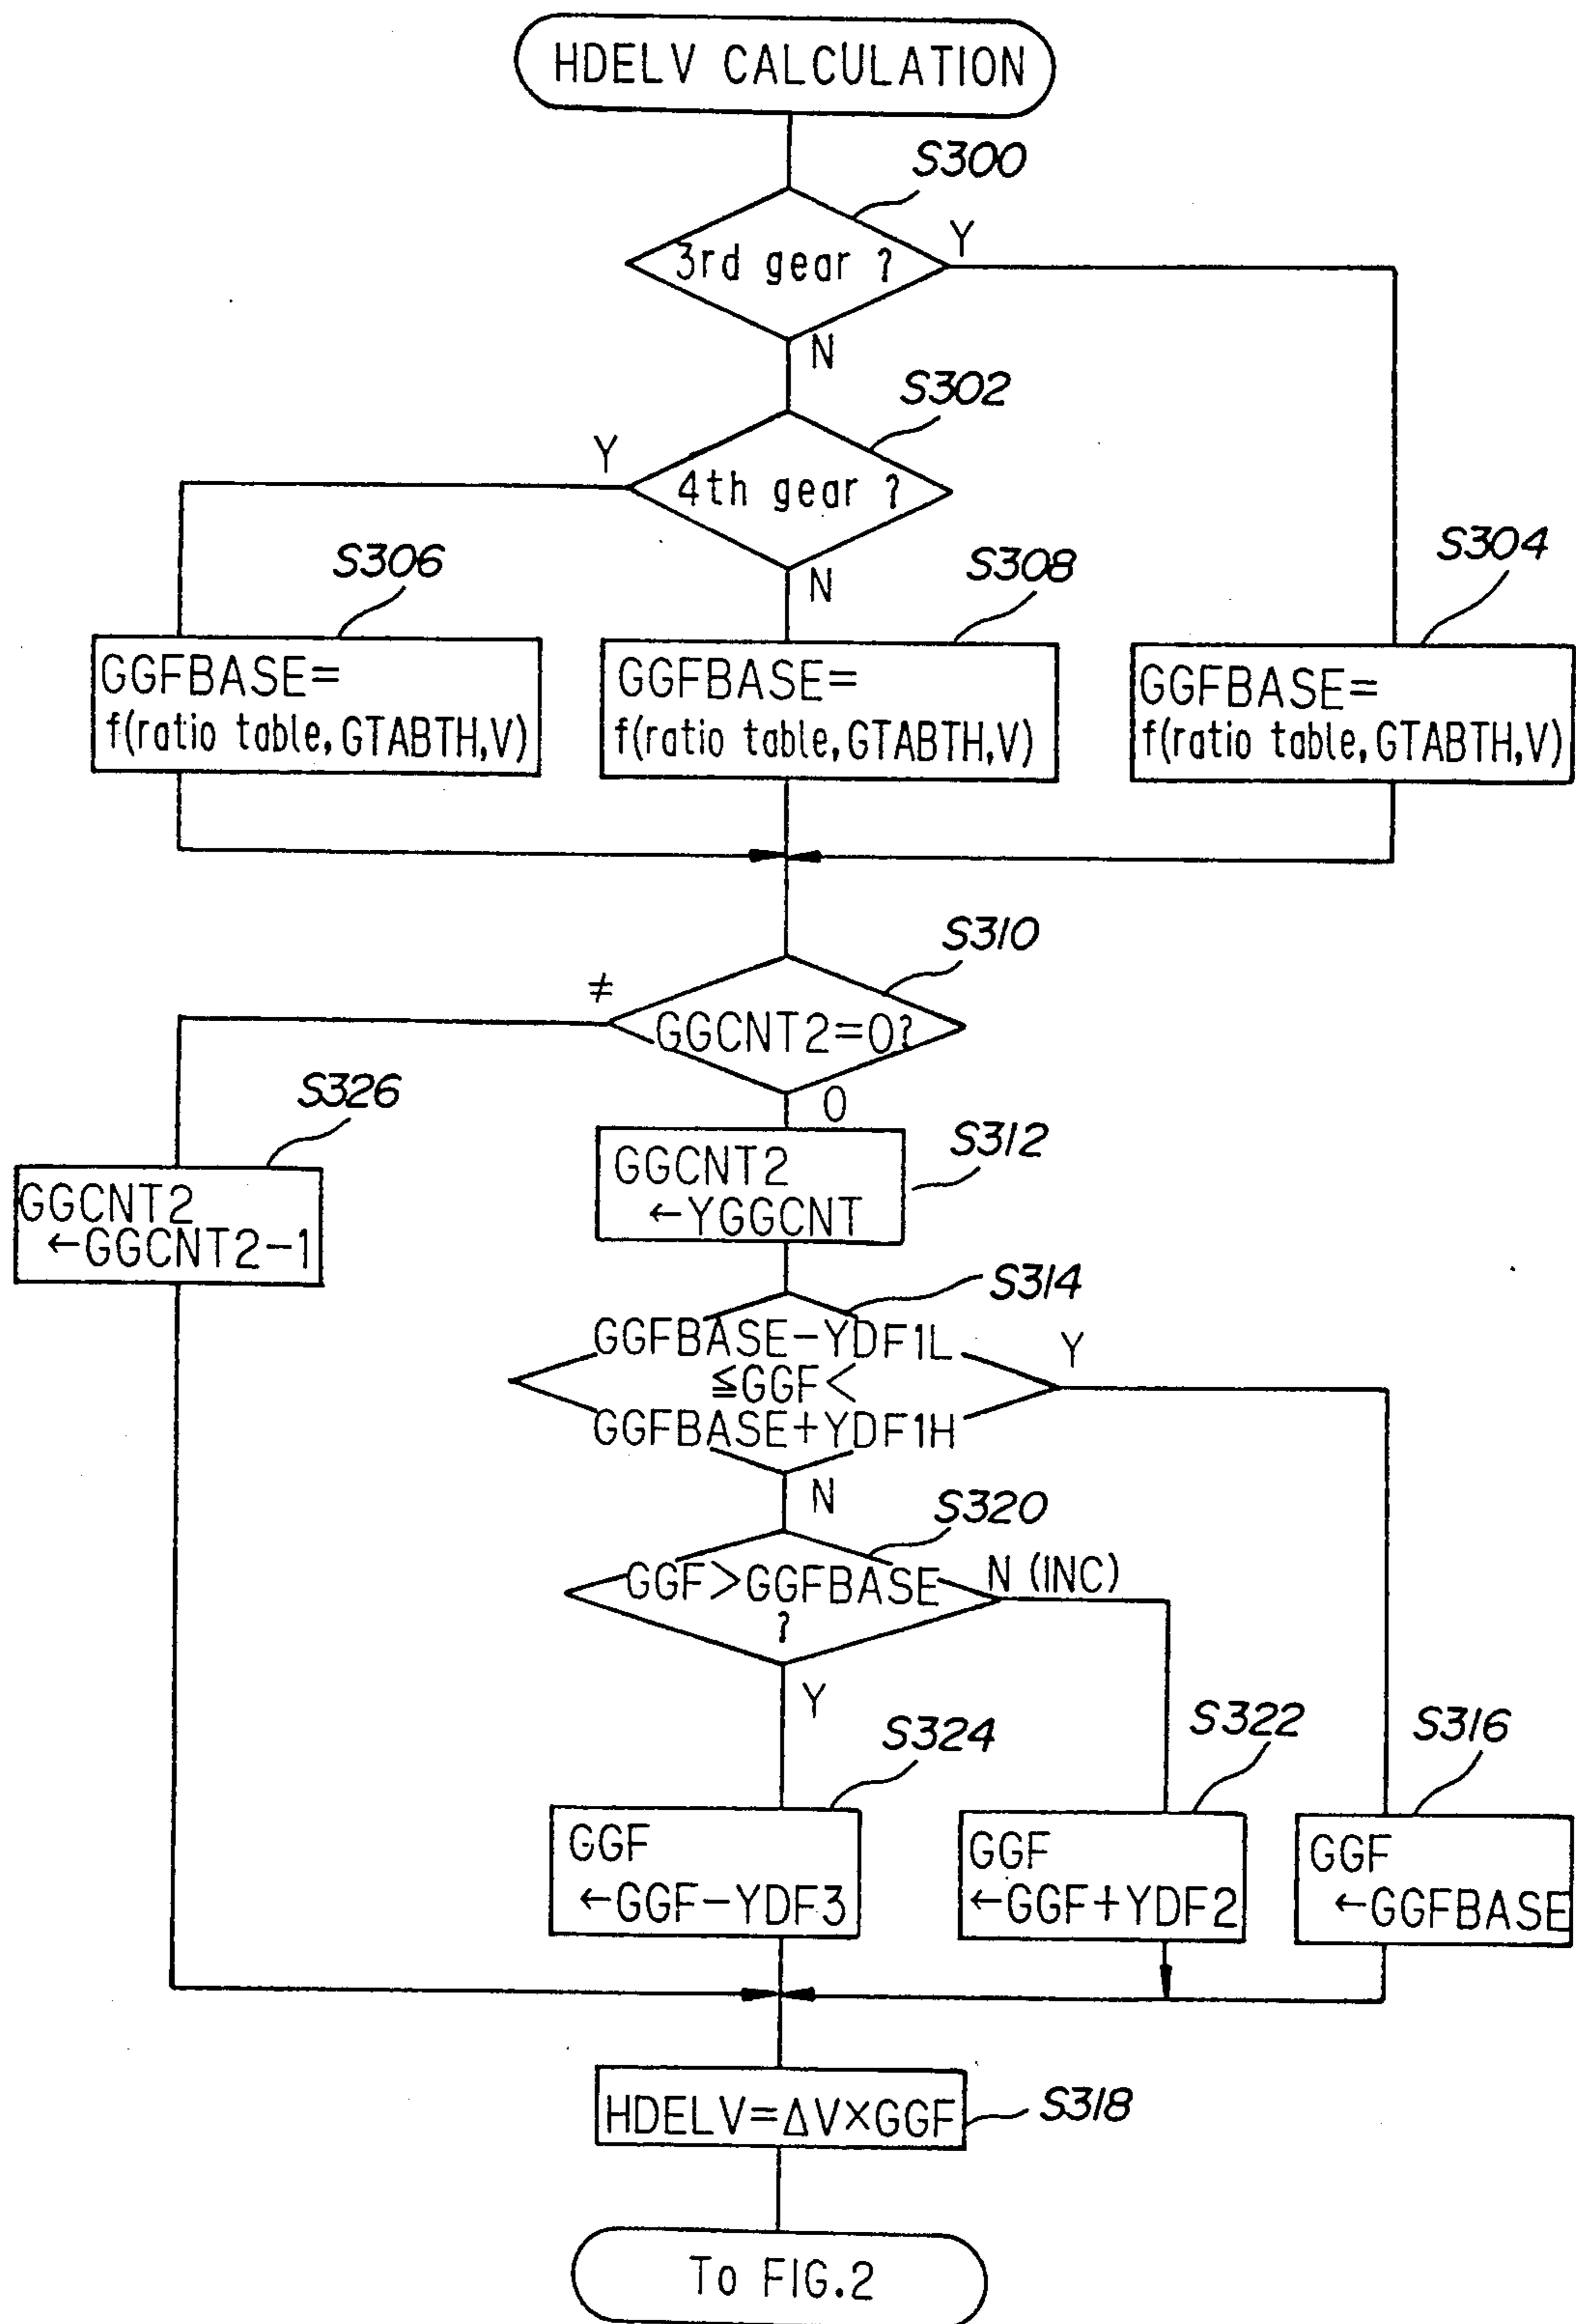 HDELV CALCULATION
S300
3rd gear ?
Y
N
S302
Y
4th gear ?
N
S306
S308
S304
GGFBASE=
f(ratio table, GTABTH,V)
GGFBASE=
f(ratio table, GTABTH,V)
GGFBASE=
f(ratio table, GTABTH,V)
S310
≠
GGCNT2=0?
0
S326
GGCNT2
←GGCNT2-1
S312
GGCNT2
←YGGCNT
S314
GGFBASE-YDF1L
≦GGF<
GGFBASE+YDF1H
Y
N
S320
GGF>GGFBASE
?
N (INC)
Y
S324
S322
S316
GGF
←GGF-YDF3
GGF
←GGF+YDF2
GGF
←GGFBASE
HDELV=ΔV×GGF
S318
To FIG.2